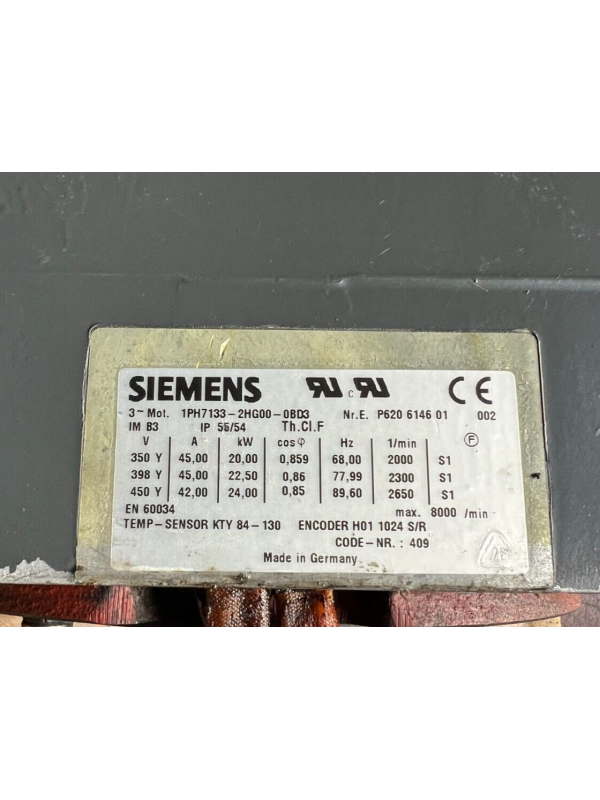 SIEMENS
3~ Mot. 1PH7133-2HG00-0BD3 Nr.E. P620 6146 01 002
IM B3 IP 55/54 Th.Cl.F
V A kW cosφ Hz 1/min F
350 Y 45,00 20,00 0,859 68,00 2000 S1
398 Y 45,00 22,50 0,86 77,99 2300 S1
450 Y 42,00 24,00 0,85 89,60 2650 S1
EN 60034 max. 8000 /min
TEMP-SENSOR KTY 84-130 ENCODER H01 1024 S/R
CODE-NR.: 409
Made in Germany